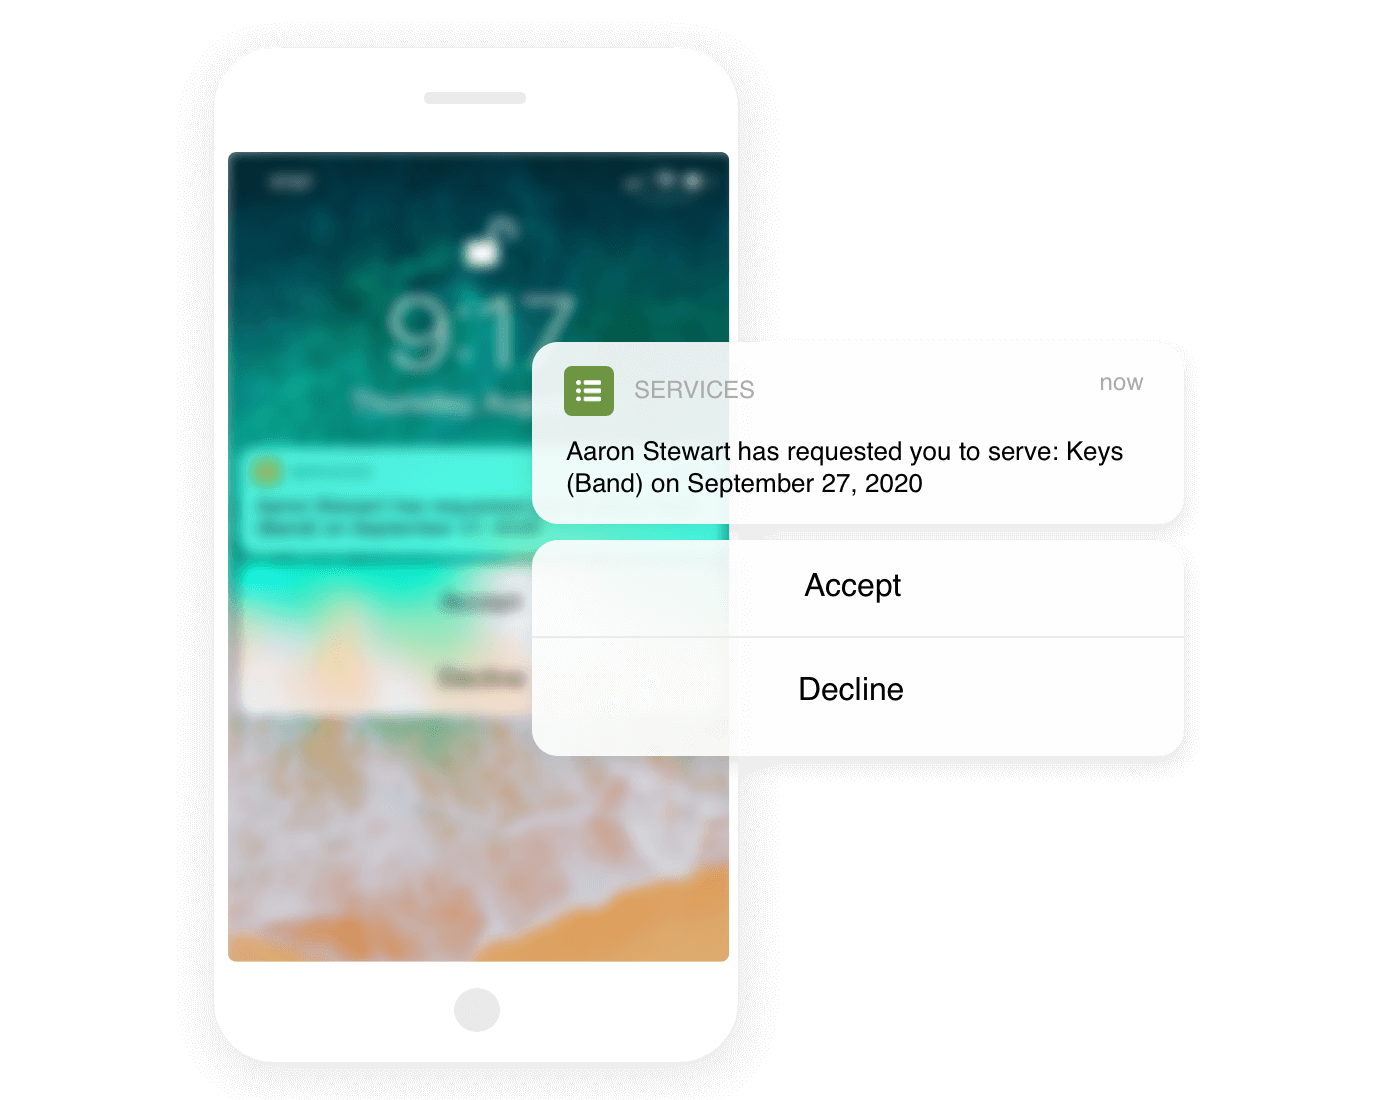 9:17
SERVICES
now
Aaron Stewart has requested you to serve: Keys
(Band) on September 27, 2020
Accept
Decline